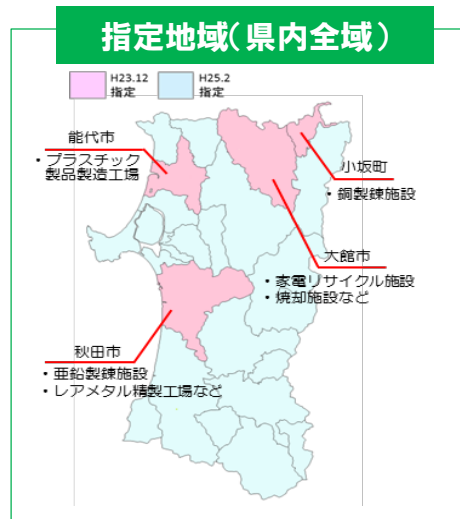 指定地域(県内全域)
H23.12
指定
H25.2
指定
能代市
・プラスチック
製品製造工場
小坂町
・銅製錬施設
大館市
・家電リサイクル施設
・焼却施設など
秋田市
・亜鉛製錬施設
・レアメタル精製工場など